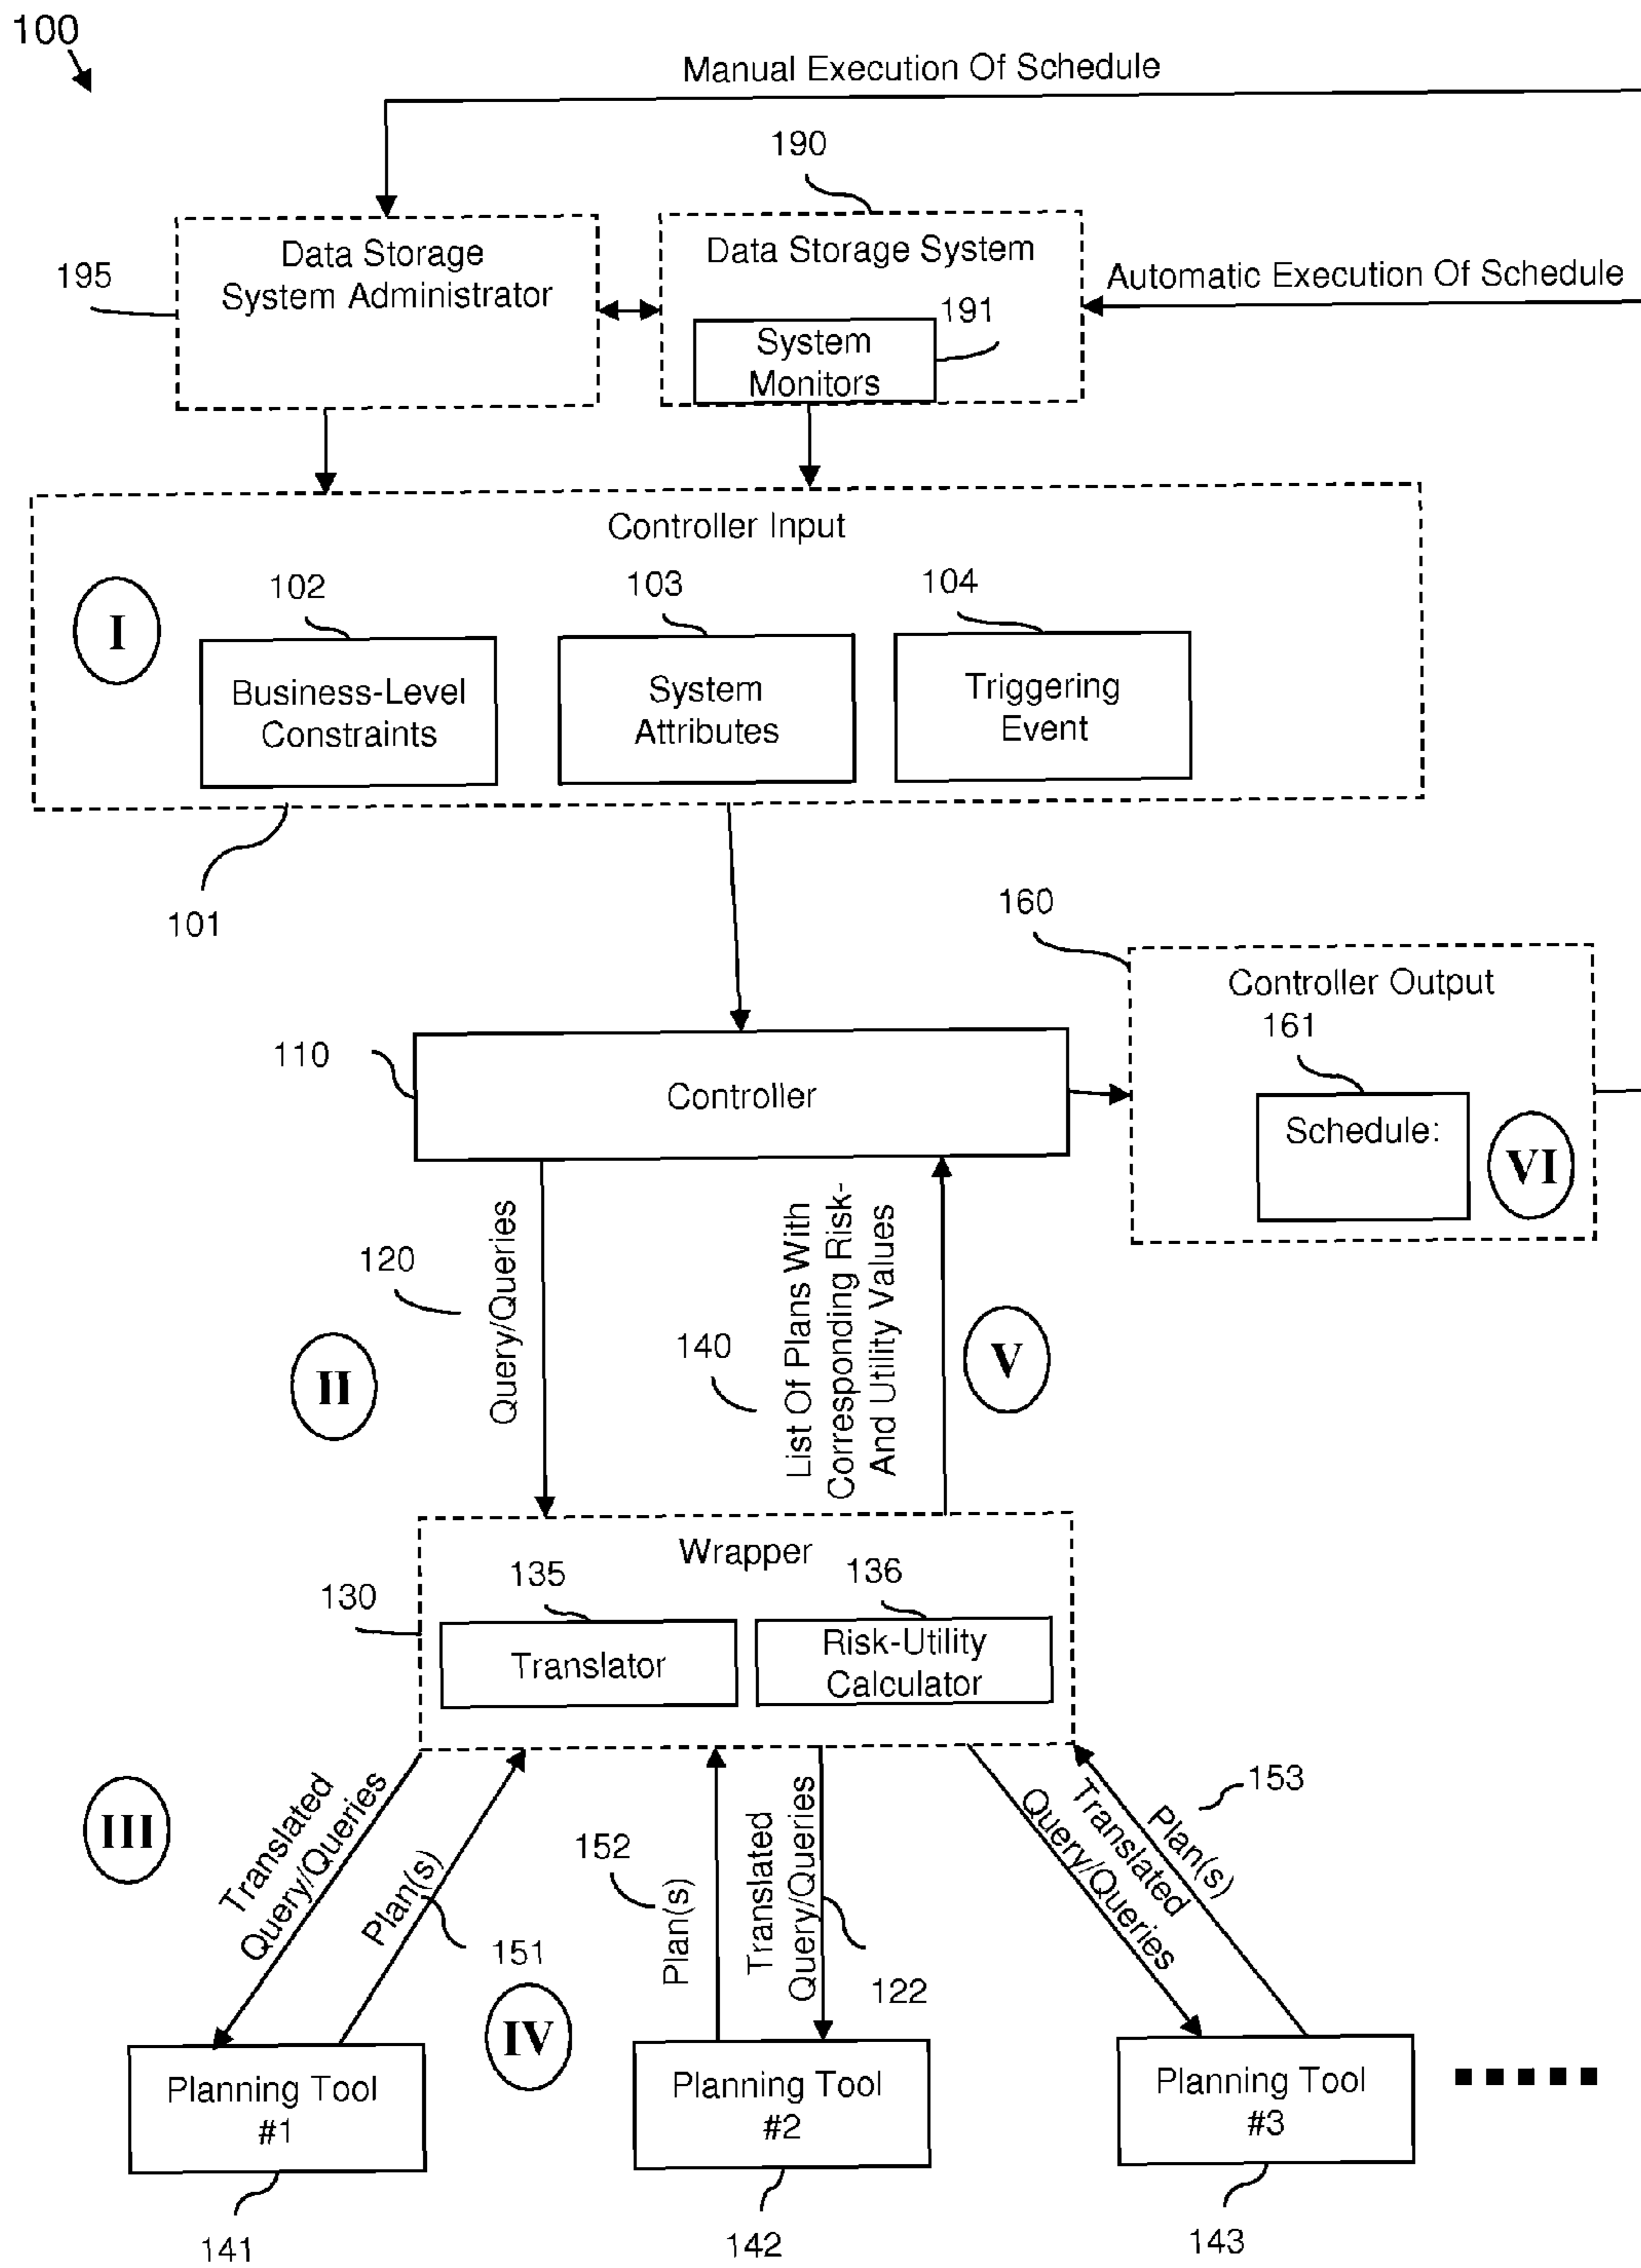 100
Manual Execution Of Schedule
190
195
Data Storage
System Administrator
Data Storage System
191
System
Monitors
Automatic Execution Of Schedule
Controller Input
I
102
Business-Level
Constraints
103
System
Attributes
104
Triggering
Event
101
160
Controller Output
161
Schedule:
VI
110
Controller
120
Query/Queries
II
140
List Of Plans With
Corresponding Risk-
And Utility Values
V
130
Wrapper
135
Translator
136
Risk-Utility
Calculator
III
Translated
Query/Queries
Plan(s)
151
IV
152
Plan(s)
Translated
Query/Queries
122
Translated
Query/Queries
Plan(s)
153
Planning Tool
#1
141
Planning Tool
#2
142
Planning Tool
#3
143